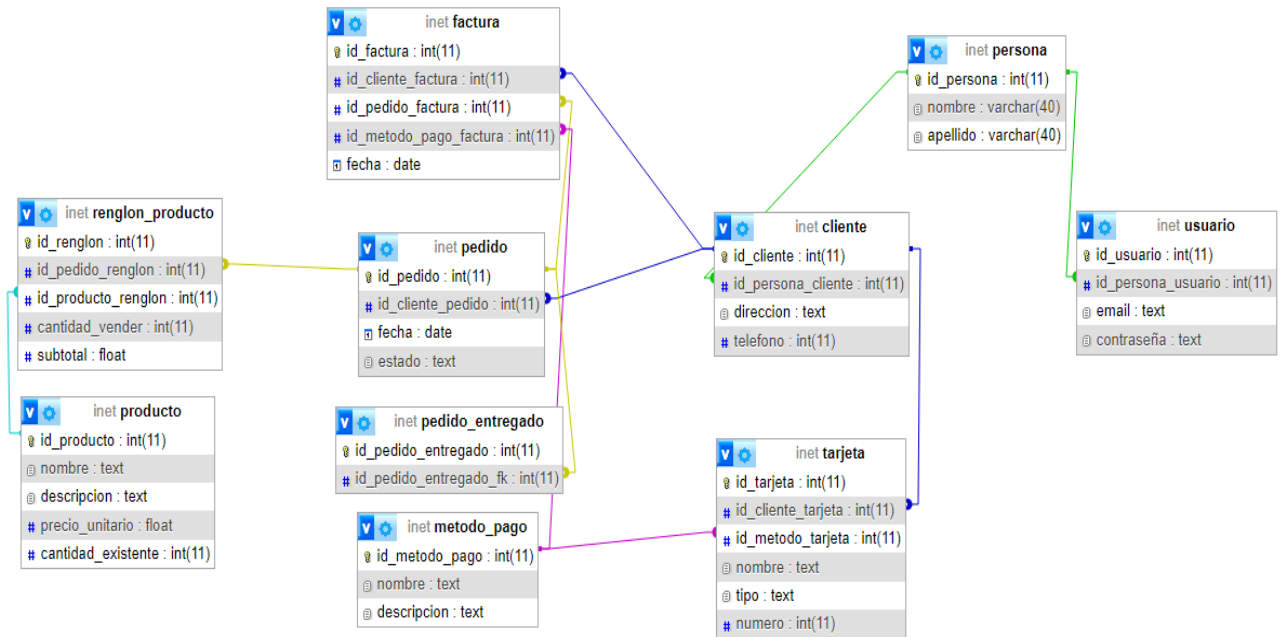 inet factura
id_factura : int(11)
id_cliente_factura : int(11)
id_pedido_factura : int(11)
id_metodo_pago_factura : int(11)
fecha : date
inet persona
id_persona : int(11)
nombre : varchar(40)
apellido : varchar(40)
inet renglon_producto
id_renglon : int(11)
id_pedido_renglon : int(11)
id_producto_renglon : int(11)
cantidad_vender : int(11)
subtotal : float
inet pedido
id_pedido : int(11)
id_cliente_pedido : int(11)
fecha : date
estado : text
inet cliente
id_cliente : int(11)
id_persona_cliente : int(11)
direccion : text
telefono : int(11)
inet usuario
id_usuario : int(11)
id_persona_usuario : int(11)
email : text
contraseña : text
inet producto
id_producto : int(11)
nombre : text
descripcion : text
precio_unitario : float
cantidad_existente : int(11)
inet pedido_entregado
id_pedido_entregado : int(11)
id_pedido_entregado_fk : int(11)
inet metodo_pago
id_metodo_pago : int(11)
nombre : text
descripcion : text
inet tarjeta
id_tarjeta : int(11)
id_cliente_tarjeta : int(11)
id_metodo_tarjeta : int(11)
nombre : text
tipo : text
numero : int(11)